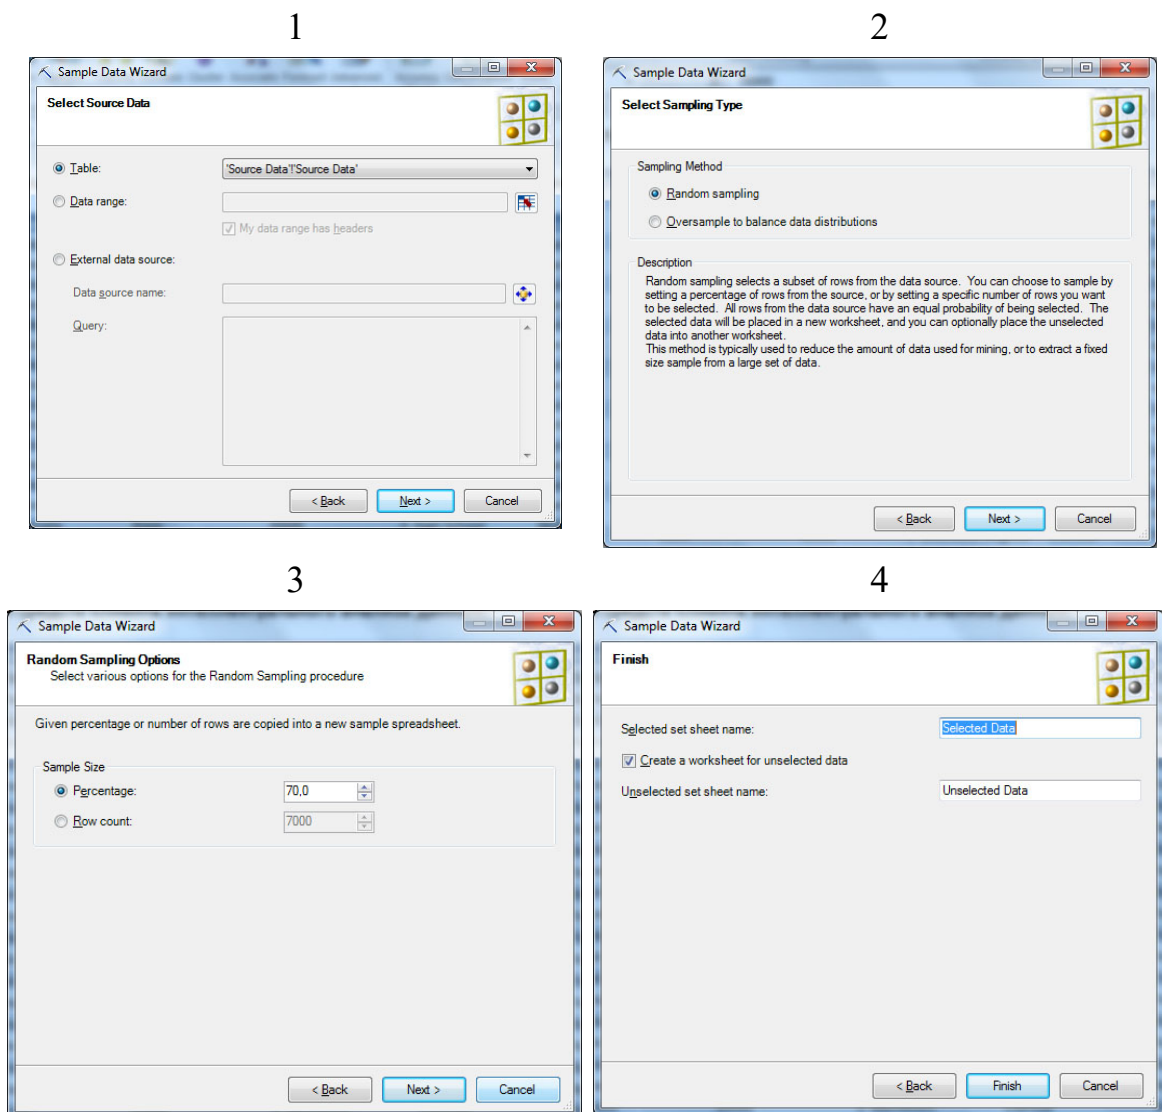 1
Sample Data Wizard
Select Source Data
Table:
'Source Data'!'Source Data'
Data range:
My data range has headers
External data source:
Data source name:
Query:
< Back
Next >
Cancel
2
Sample Data Wizard
Select Sampling Type
Sampling Method
Random sampling
Oversample to balance data distributions
Description
Random sampling selects a subset of rows from the data source. You can choose to sample by
setting a percentage of rows from the source, or by setting a specific number of rows you want
to be selected. All rows from the data source have an equal probability of being selected. The
selected data will be placed in a new worksheet, and you can optionally place the unselected
data into another worksheet.
This method is typically used to reduce the amount of data used for mining, or to extract a fixed
size sample from a large set of data.
< Back
Next >
Cancel
3
Sample Data Wizard
Random Sampling Options
Select various options for the Random Sampling procedure
Given percentage or number of rows are copied into a new sample spreadsheet.
Sample Size
Percentage:
70,0
Row count:
7000
< Back
Next >
Cancel
4
Sample Data Wizard
Finish
Selected set sheet name:
Selected Data
Create a worksheet for unselected data
Unselected set sheet name:
Unselected Data
< Back
Finish
Cancel